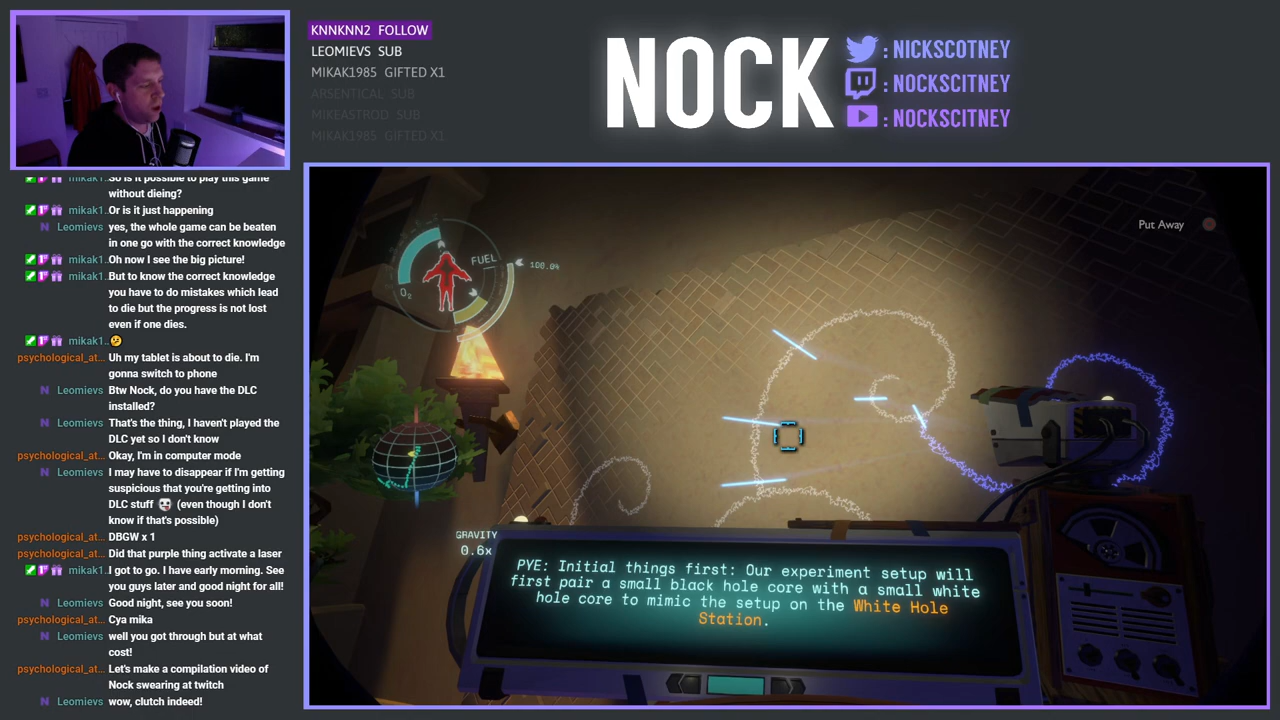 KNNKNN2 FOLLOW
LEOMIEVS SUB
MIKAK1985 GIFTED X1
ARSENTICAL SUB
MIKEASTROD SUB
MIKAK1985 GIFTED X1
NOCK
: NICKSCOTNEY
: NOCKSCITNEY
: NOCKSCITNEY
mikak1.. So is it possible to play this game
without dieing?
mikak1.. Or is it just happening
Leomievs yes, the whole game can be beaten
in one go with the correct knowledge
mikak1.. Oh now I see the big picture!
mikak1.. But to know the correct knowledge
you have to do mistakes which lead
to die but the progress is not lost
even if one dies.
mikak1.. 😕
psychological_at... Uh my tablet is about to die. I'm
gonna switch to phone
Leomievs Btw Nock, do you have the DLC
installed?
Leomievs That's the thing, I haven't played the
DLC yet so I don't know
psychological_at... Okay, I'm in computer mode
Leomievs I may have to disappear if I'm getting
suspicious that you're getting into
DLC stuff (even though I don't
know if that's possible)
psychological_at... DBGW x 1
psychological_at... Did that purple thing activate a laser
mikak1.. I got to go. I have early morning. See
you guys later and good night for all!
Leomievs Good night, see you soon!
psychological_at... Cya mika
Leomievs well you got through but at what
cost!
psychological_at... Let's make a compilation video of
Nock swearing at twitch
Leomievs wow, clutch indeed!
Put Away
FUEL
100.0%
O₂
GRAVITY
0.6x
PYE: Initial things first: Our experiment setup will
first pair a small black hole core with a small white
hole core to mimic the setup on the White Hole
Station.